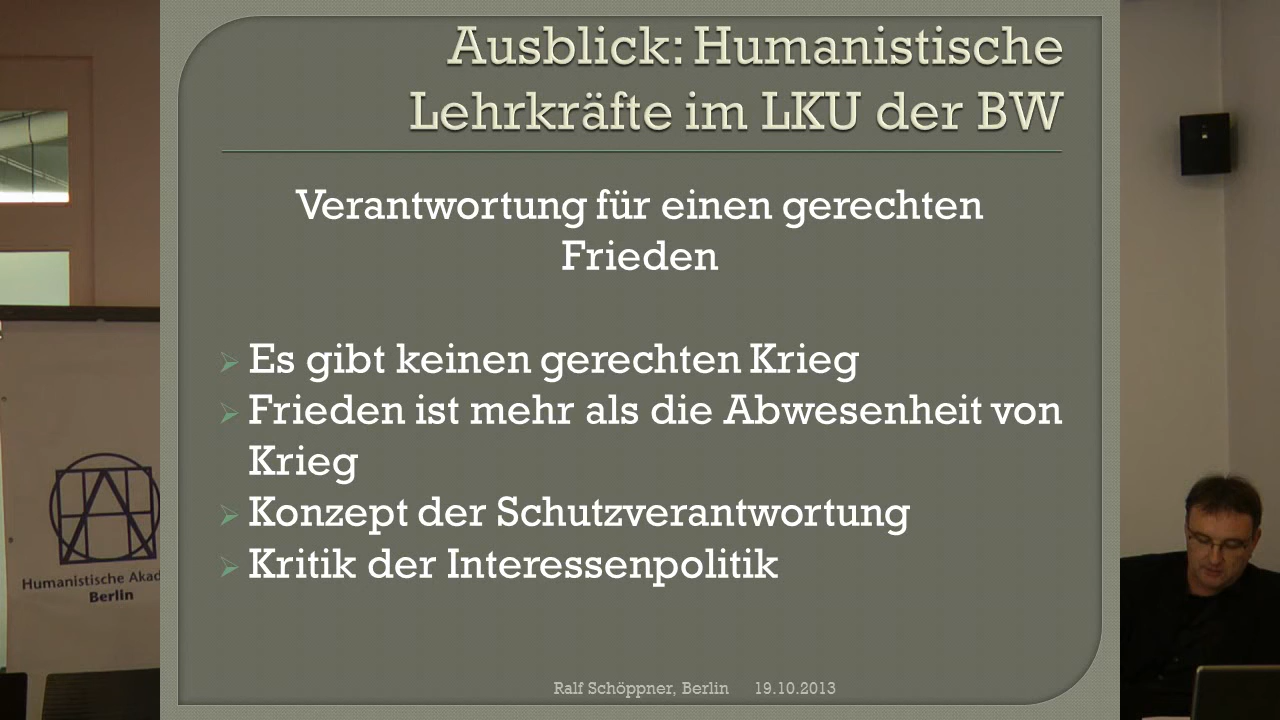 Ausblick: Humanistische
Lehrkräfte im LKU der BW
Verantwortung für einen gerechten
Frieden
Es gibt keinen gerechten Krieg
Frieden ist mehr als die Abwesenheit von
Krieg
Konzept der Schutzverantwortung
Kritik der Interessenpolitik
Humanistische Akad
Berlin
Ralf Schöppner, Berlin 19.10.2013